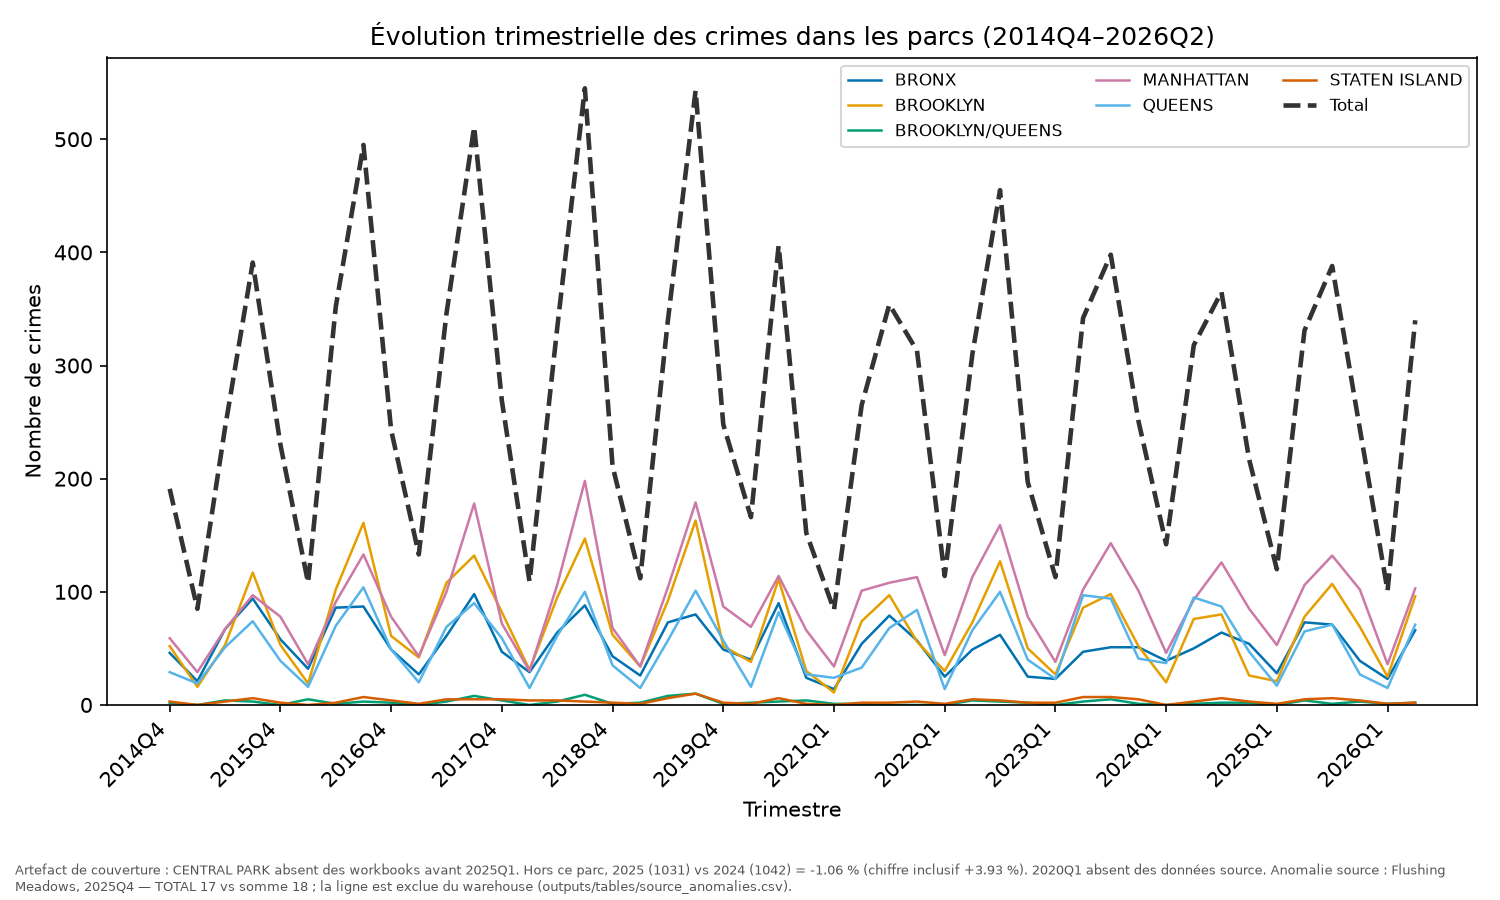 Évolution trimestrielle des crimes dans les parcs (2014Q4–2026Q2)
BRONX
BROOKLYN
BROOKLYN/QUEENS
MANHATTAN
QUEENS
STATEN ISLAND
Total
Nombre de crimes
500
400
300
200
100
0
2014Q4
2015Q4
2016Q4
2017Q4
2018Q4
2019Q4
2021Q1
2022Q1
2023Q1
2024Q1
2025Q1
2026Q1
Trimestre
Artefact de couverture : CENTRAL PARK absent des workbooks avant 2025Q1. Hors ce parc, 2025 (1031) vs 2024 (1042) = -1.06 % (chiffre inclusif +3.93 %). 2020Q1 absent des données source. Anomalie source : Flushing
Meadows, 2025Q4 — TOTAL 17 vs somme 18 ; la ligne est exclue du warehouse (outputs/tables/source_anomalies.csv).